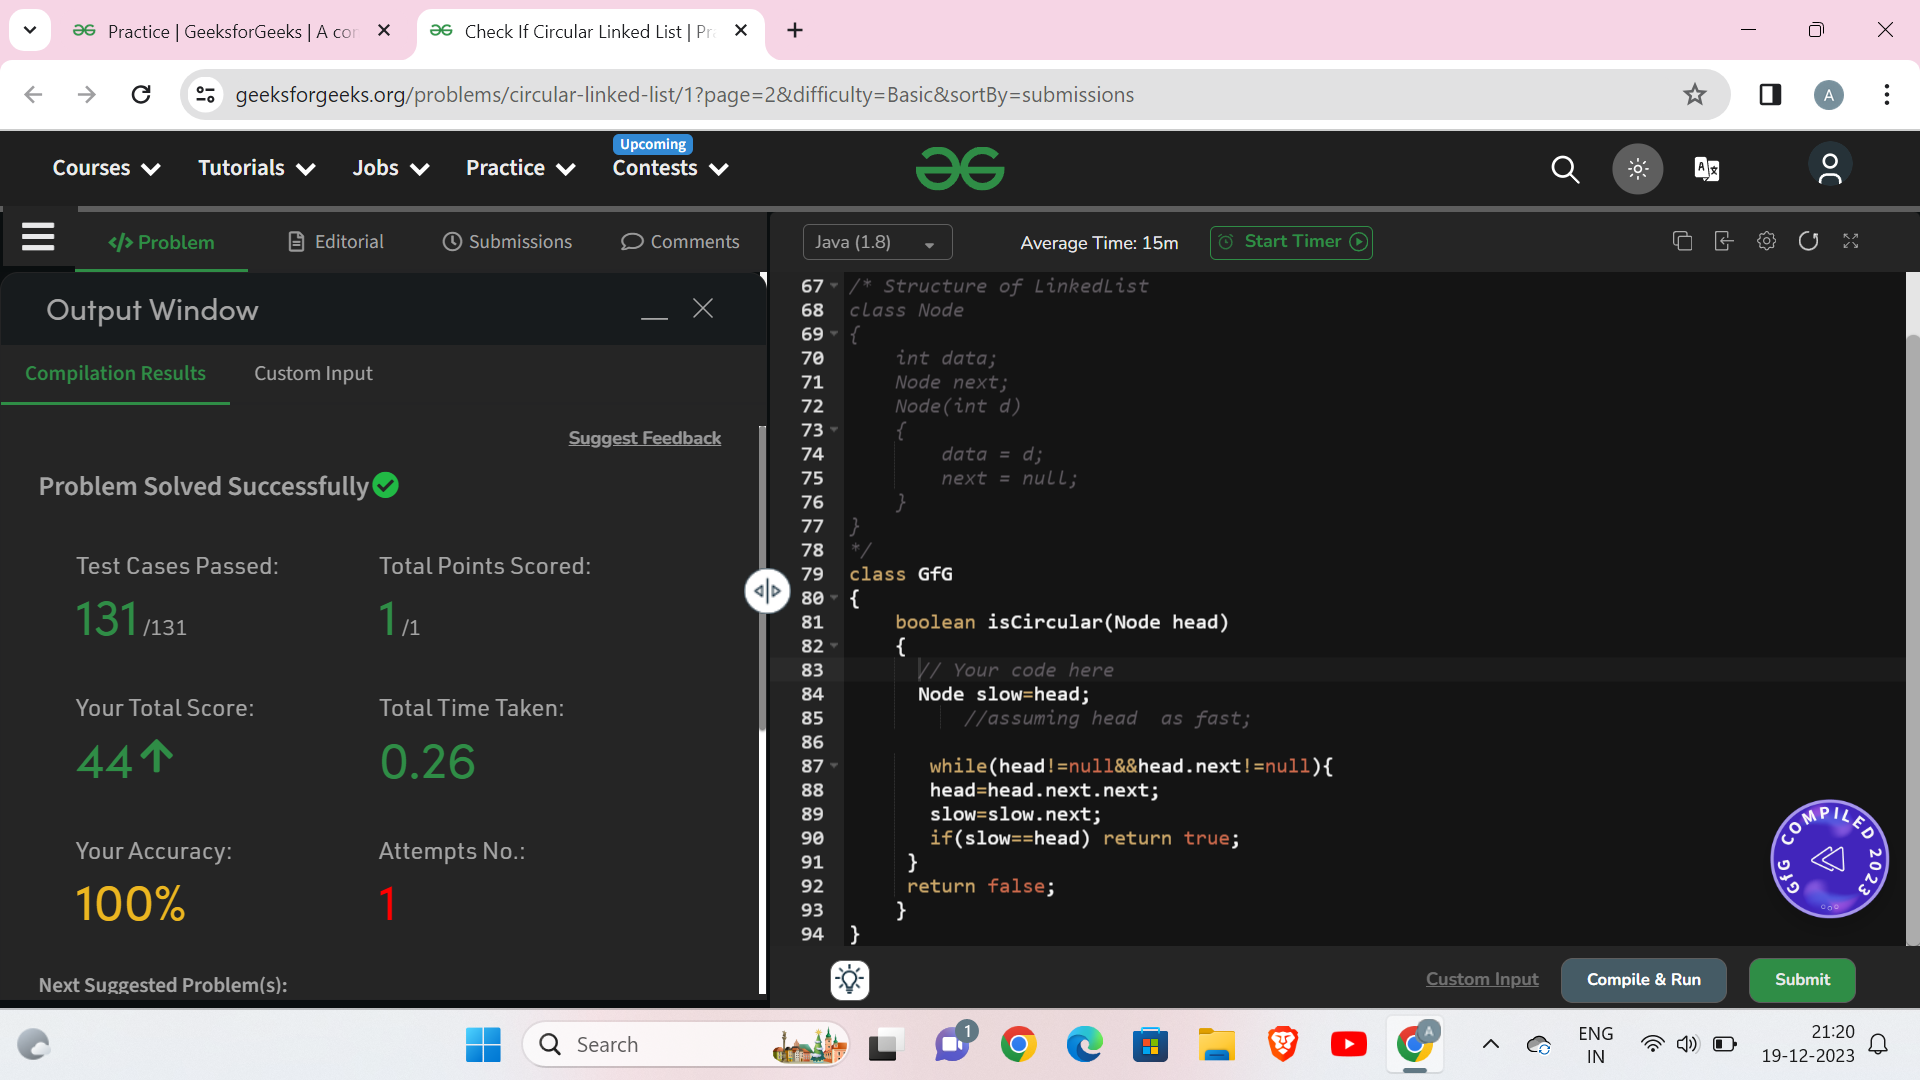 Practice | GeeksforGeeks | A co
Check If Circular Linked List | Pr
geeksforgeeks.org/problems/circular-linked-list/1?page=2&difficulty=Basic&sortBy=submissions
A
Upcoming
Courses Tutorials Jobs Practice Contests
Problem Editorial Submissions Comments
Java (1.8) Average Time: 15m Start Timer
Output Window
Compilation Results Custom Input
Suggest Feedback
Problem Solved Successfully
Test Cases Passed: Total Points Scored:
131 /131 1 /1
Your Total Score: Total Time Taken:
44 0.26
Your Accuracy: Attempts No.:
100% 1
Next Suggested Problem(s):
67 /* Structure of LinkedList
68 class Node
69 {
70 int data;
71 Node next;
72 Node(int d)
73 {
74 data = d;
75 next = null;
76 }
77 }
78 */
79 class GfG
80 {
81 boolean isCircular(Node head)
82 {
83 // Your code here
84 Node slow=head;
85 //assuming head  as fast;
86
87 while(head!=null&&head.next!=null){
88 head=head.next.next;
89 slow=slow.next;
90 if(slow==head) return true;
91 }
92 return false;
93 }
94 }
GfG COMPILED 2023
Custom Input Compile & Run Submit
Search
1
A
ENG
IN
21:20
19-12-2023